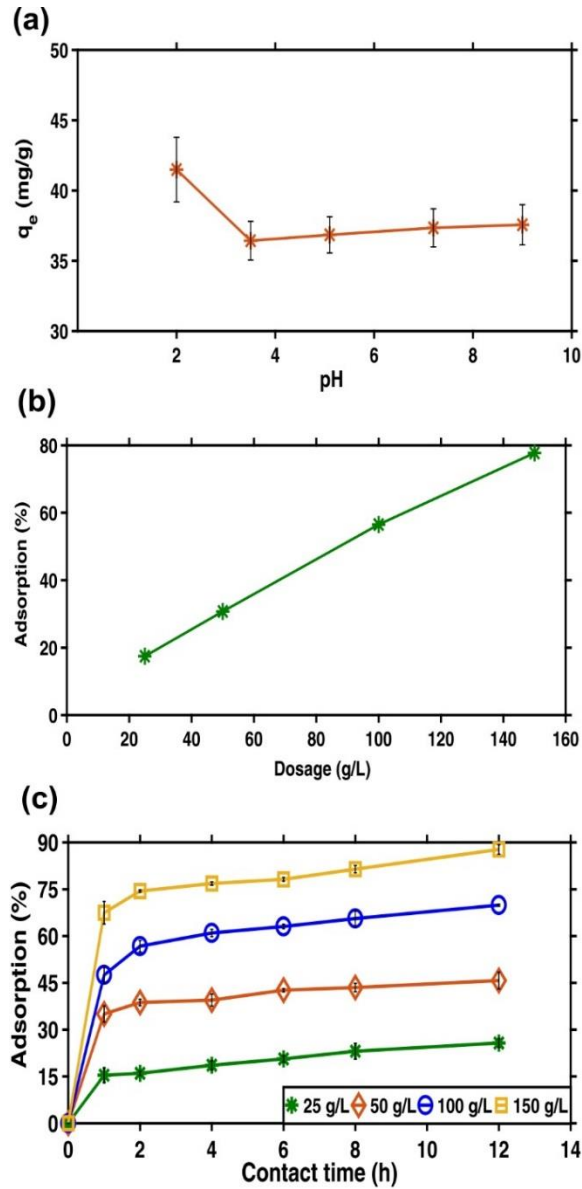 (a)
50
45
40
35
30
q_e (mg/g)
2 4 6 8 10
pH
(b)
80
60
40
20
0
Adsorption (%)
0 20 40 60 80 100 120 140 160
Dosage (g/L)
(c)
90
75
60
45
30
15
0
Adsorption (%)
25 g/L 50 g/L 100 g/L 150 g/L
0 2 4 6 8 10 12 14
Contact time (h)